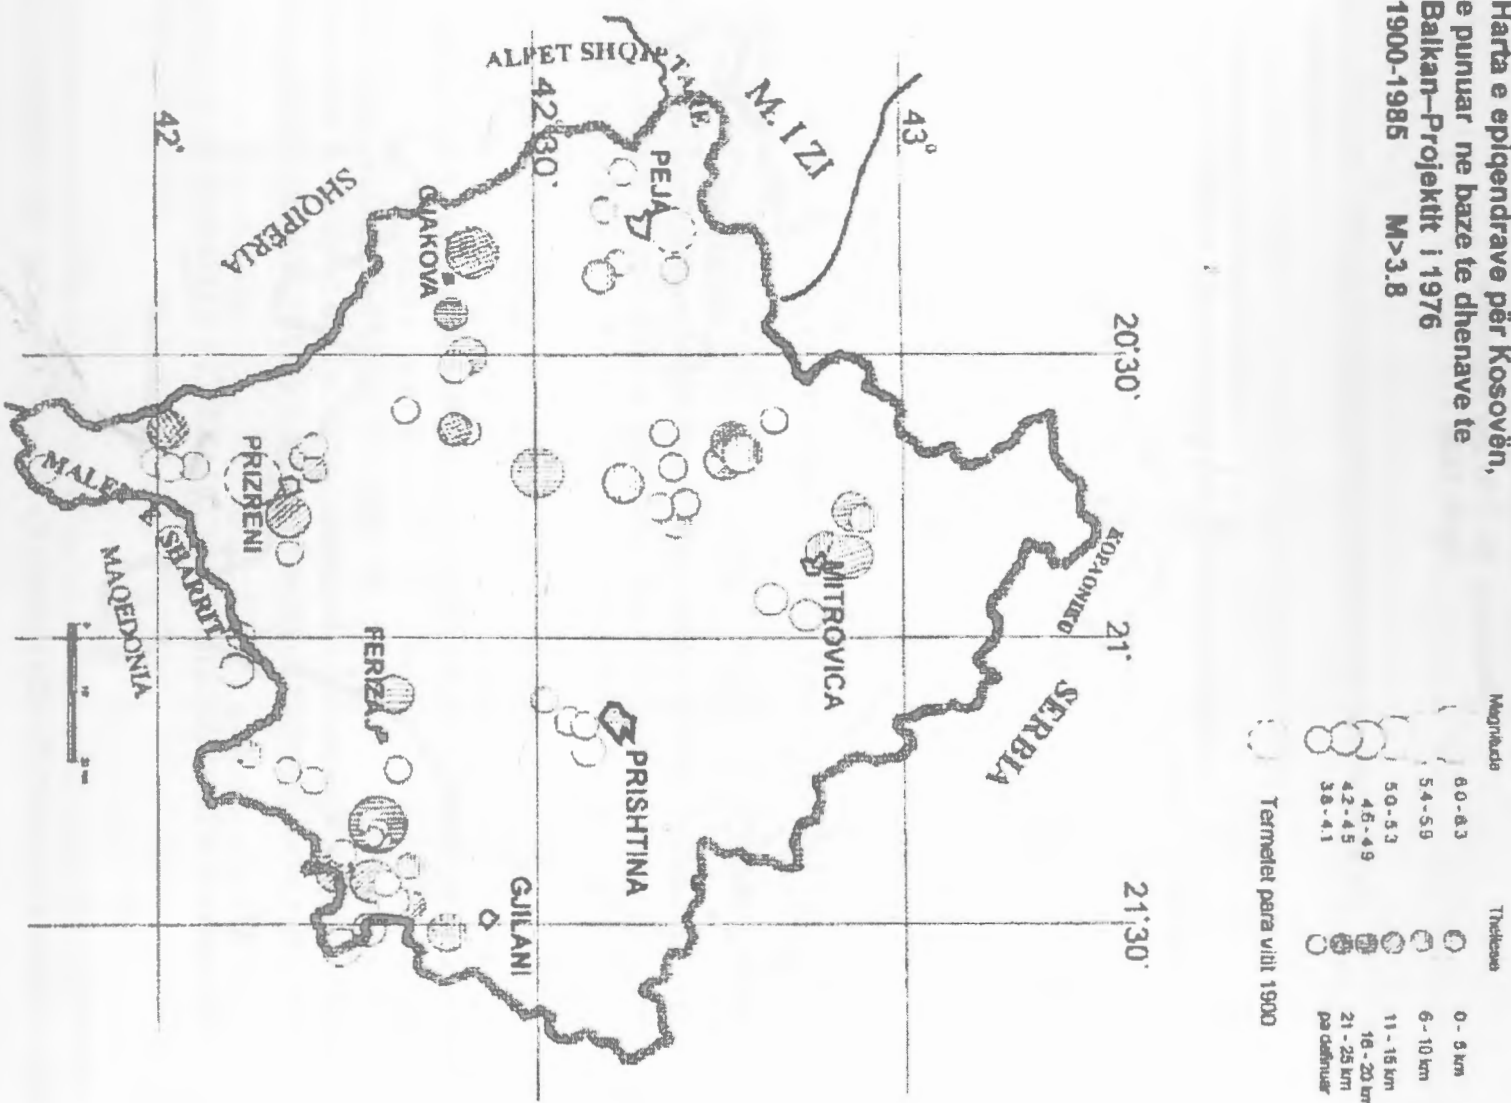 Harta e epiqendrave për Kosovën,
e punuar ne baze te dhenave te
Balkan-Projektit i 1976
1900-1985 M>3.8
Magnituda
6.0 - 6.3
5.4 - 5.9
5.0 - 5.3
4.6 - 4.9
4.2 - 4.5
3.8 - 4.1
0 - 5 km
6 - 10 km
11 - 15 km
16 - 20 km
21 - 25 km
pa definuar
Termetet para vitit 1900
20°30'
21°
21°30'
43°
42°30'
42°
ALPET SHQIPTARE
M. I ZI
KOPAONIKU
SERBIA
PEJA
MITROVICA
GJAKOVA
SHQIPËRIA
PRISHTINA
PRIZRENI
FERIZAJ
GJILANI
MALET E SHARRIT
MAQEDONIA